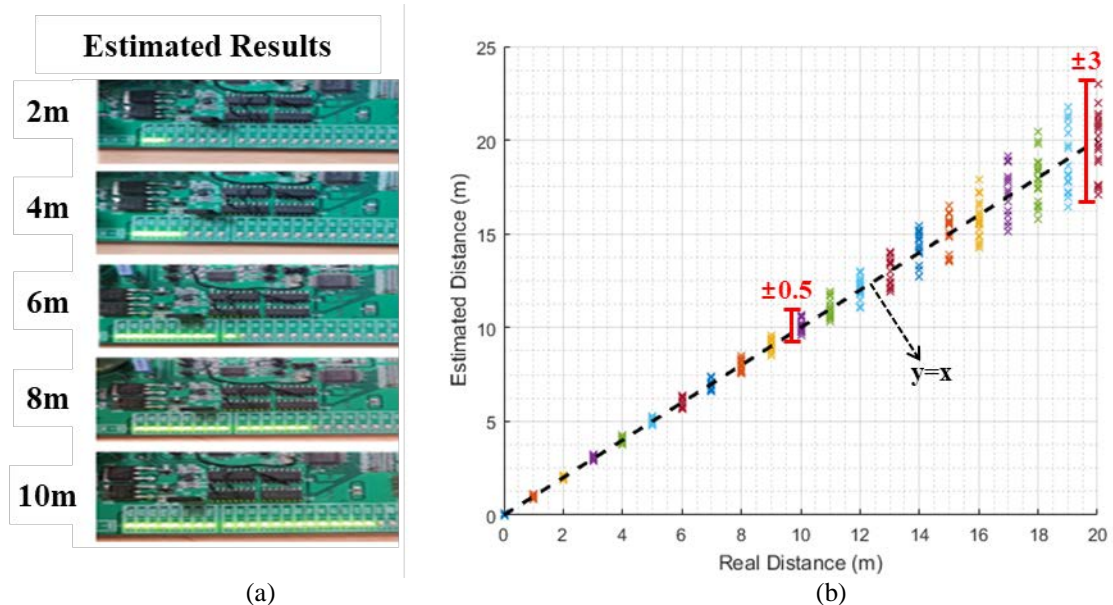 Estimated Results
2m
4m
6m
8m
10m
(a)
25
20
15
10
5
0
Estimated Distance (m)
±3
±0.5
y=x
0 2 4 6 8 10 12 14 16 18 20
Real Distance (m)
(b)